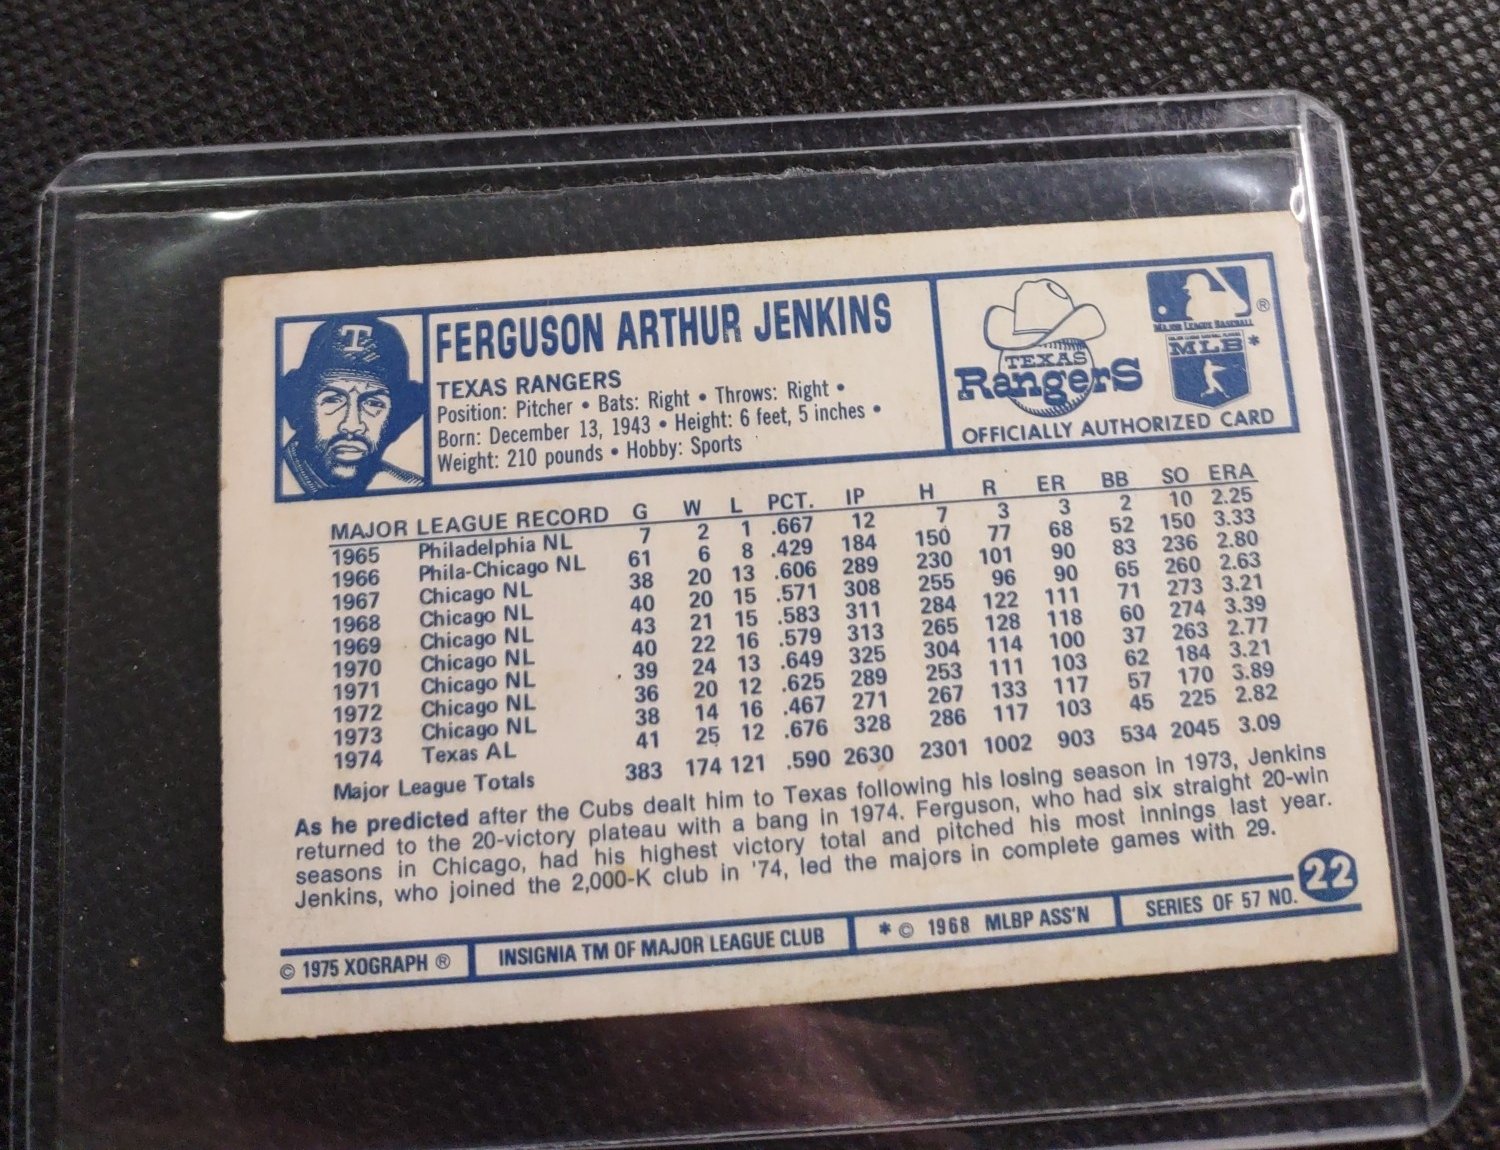 FERGUSON ARTHUR JENKINS
TEXAS RANGERS
Position: Pitcher • Bats: Right • Throws: Right •
Born: December 13, 1943 • Height: 6 feet, 5 inches •
Weight: 210 pounds • Hobby: Sports
T
TEXAS
Rangers
MAJOR LEAGUE BASEBALL ®
MAJOR LEAGUE BASEBALL PLAYERS
MLB *
OFFICIALLY AUTHORIZED CARD
MAJOR LEAGUE RECORD G W L PCT. IP H R ER BB SO ERA
1965 Philadelphia NL 7 2 1 .667 12 7 3 3 2 10 2.25
1966 Phila-Chicago NL 61 6 8 .429 184 150 77 68 52 150 3.33
1967 Chicago NL 38 20 13 .606 289 230 101 90 83 236 2.80
1968 Chicago NL 40 20 15 .571 308 255 96 90 65 260 2.63
1969 Chicago NL 43 21 15 .583 311 284 122 111 71 273 3.21
1970 Chicago NL 40 22 16 .579 313 265 128 118 60 274 3.39
1971 Chicago NL 39 24 13 .649 325 304 114 100 37 263 2.77
1972 Chicago NL 36 20 12 .625 289 253 111 103 62 184 3.21
1973 Chicago NL 38 14 16 .467 271 267 133 117 57 170 3.89
1974 Texas AL 41 25 12 .676 328 286 117 103 45 225 2.82
Major League Totals 383 174 121 .590 2630 2301 1002 903 534 2045 3.09
As he predicted after the Cubs dealt him to Texas following his losing season in 1973, Jenkins
returned to the 20-victory plateau with a bang in 1974. Ferguson, who had six straight 20-win
seasons in Chicago, had his highest victory total and pitched his most innings last year.
Jenkins, who joined the 2,000-K club in '74, led the majors in complete games with 29.
© 1975 XOGRAPH ® INSIGNIA TM OF MAJOR LEAGUE CLUB * © 1968 MLBP ASS'N SERIES OF 57 NO. 22